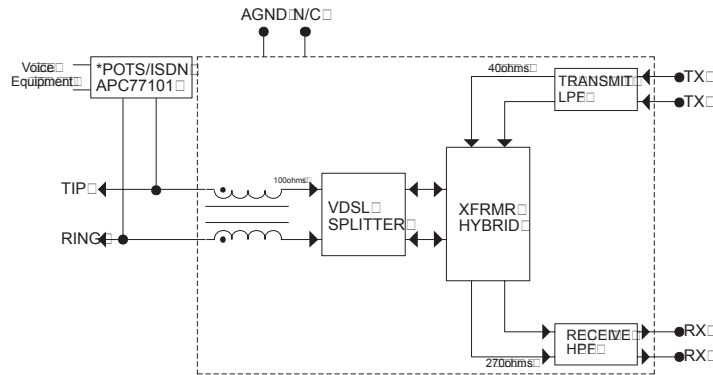 AGND N/C
Voice
Equipment
*POTS/ISDN
APC77101
40ohms
TRANSMIT
LPF
TX
TX
TIP
100ohms
VDSL
SPLITTER
XFRMR
HYBRID
RING
RECEIVE
HPF
RX
RX
270ohms